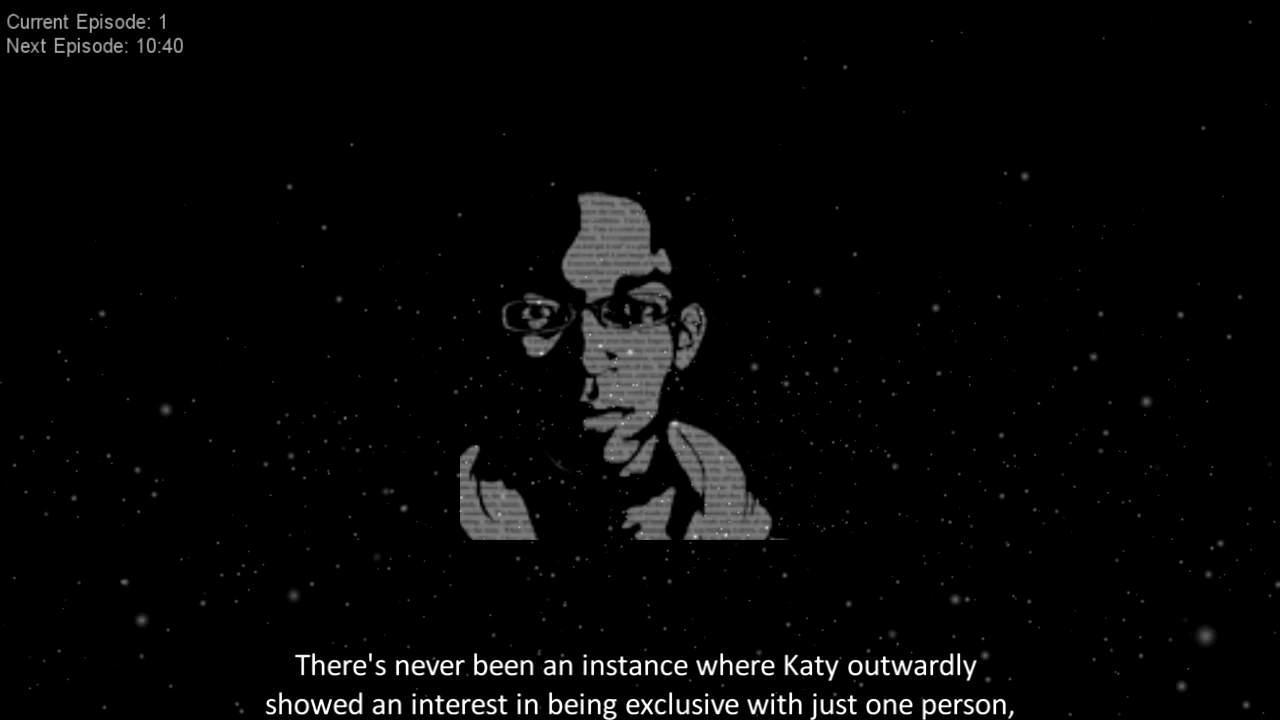 Current Episode: 1
Next Episode: 10:40
There's never been an instance where Katy outwardly
showed an interest in being exclusive with just one person,